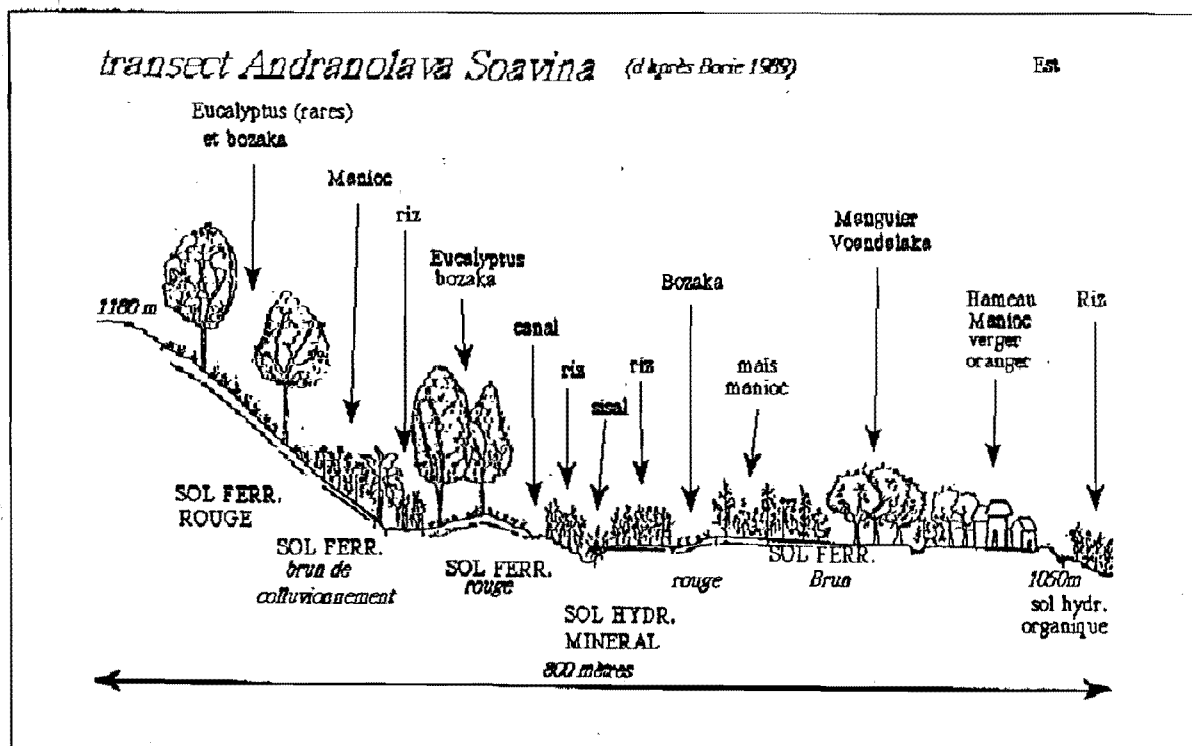 transect Andranolava Soavina (d'après Borie 1989)
Est
Eucalyptus (rares)
et bozaka
Manioc
riz
Eucalyptus
bozaka
canal
riz
sisal
riz
Bozaka
mais
manioc
Manguier
Voandelaka
Hameau
Manioc
verger
oranger
Riz
1180 m
SOL FERR.
ROUGE
SOL FERR.
brun de
colluvionnement
SOL FERR.
rouge
SOL HYDR.
MINERAL
rouge
SOL FERR.
Brun
1050m
sol hydr.
organique
800 mètres